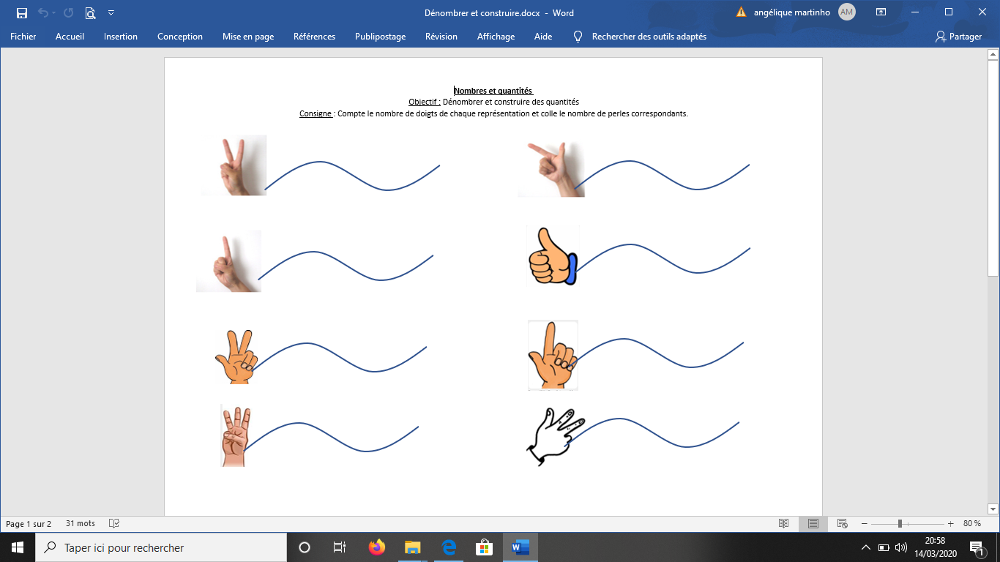 Dénombrer et construire.docx - Word
angélique martinho
AM
Fichier Accueil Insertion Conception Mise en page Références Publipostage Révision Affichage Aide Rechercher des outils adaptés Partager
Nombres et quantités
Objectif : Dénombrer et construire des quantités
Consigne : Compte le nombre de doigts de chaque représentation et colle le nombre de perles correspondants.
Page 1 sur 2 31 mots 80 %
Taper ici pour rechercher
20:58
14/03/2020
1